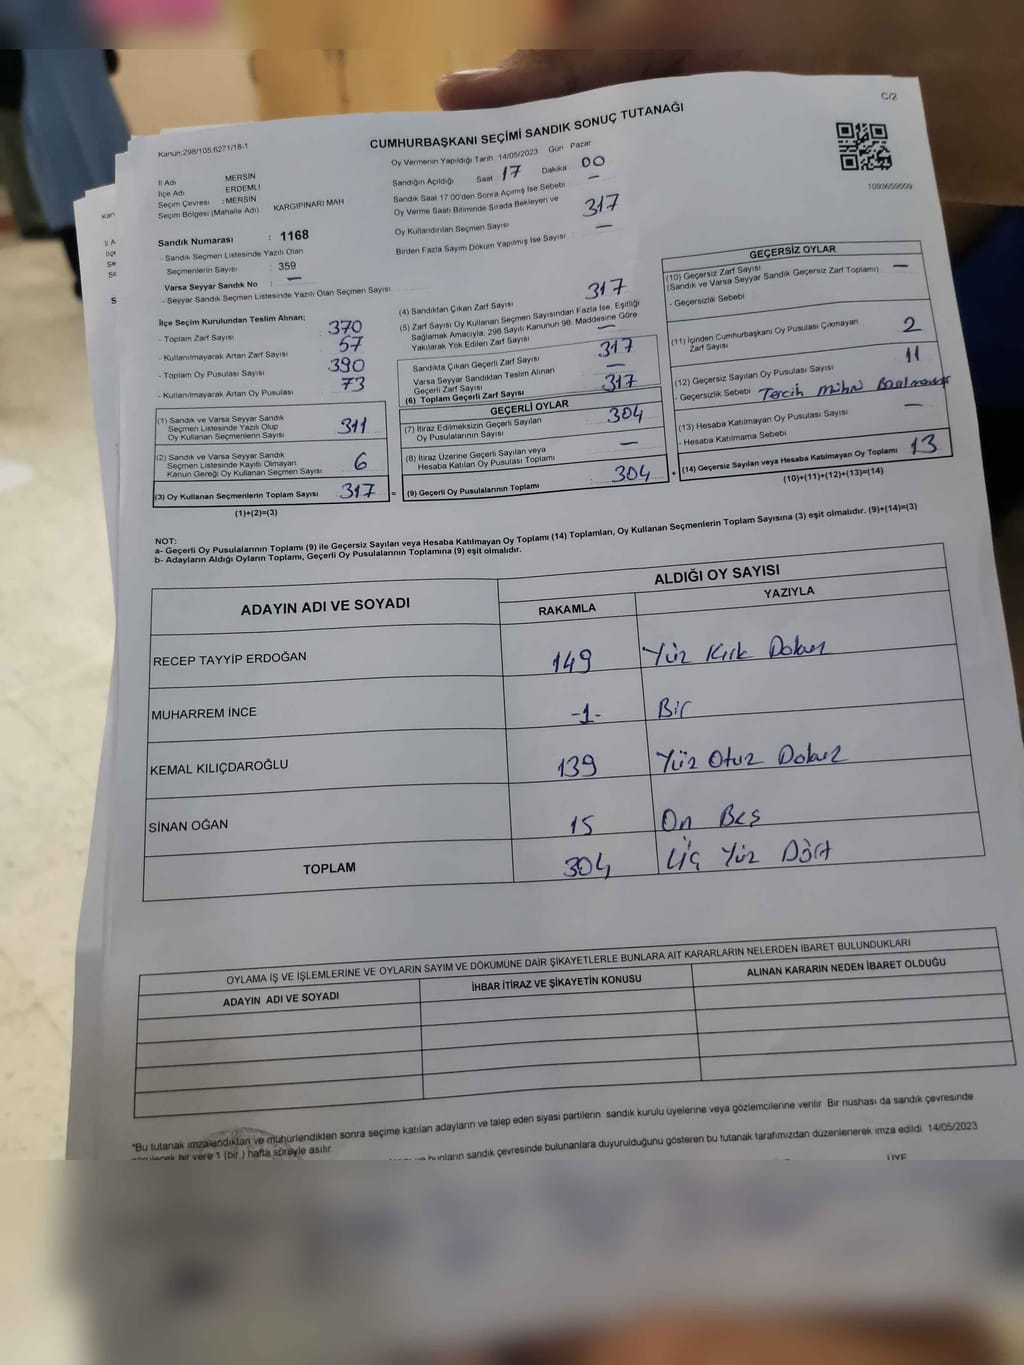 C/2
Kanun.298/105.6271/18-1
CUMHURBAŞKANI SEÇİMİ SANDIK SONUÇ TUTANAĞI
1093659609
İl Adı MERSİN
İlçe Adı ERDEMLİ
Seçim Çevresi : MERSİN
Seçim Bölgesi (Mahalle Adı) KARGIPINARI MAH
Sandık Numarası : 1168
- Sandık Seçmen Listesinde Yazılı Olan
Seçmenlerin Sayısı : 359
Varsa Seyyar Sandık No : —
- Seyyar Sandık Seçmen Listesinde Yazılı Olan Seçmen Sayısı
Oy Vermenin Yapıldığı Tarih 14/05/2023 Gün Pazar
Sandığın Açıldığı Saat 17 Dakika 00
Sandık Saat 17 00'den Sonra Açımış İse Sebebi —
Oy Verme Saati Bitiminde Sırada Bekleyen ve
Oy Kullandırılan Seçmen Sayısı 317
Birden Fazla Sayım Döküm Yapılmış İse Sayısı —
İlçe Seçim Kurulundan Teslim Alınan;
- Toplam Zarf Sayısı 370
- Kullanılmayarak Artan Zarf Sayısı 57
- Toplam Oy Pusulası Sayısı 390
- Kullanılmayarak Artan Oy Pusulası 73
(1) Sandık ve Varsa Seyyar Sandık
Seçmen Listesinde Yazılı Olup
Oy Kullanan Seçmenlerin Sayısı 311
(2) Sandık ve Varsa Seyyar Sandık
Seçmen Listesinde Kayıtlı Olmayan
Kanun Gereği Oy Kullanan Seçmen Sayısı 6
(3) Oy Kullanan Seçmenlerin Toplam Sayısı 317 =
(1)+(2)=(3)
(4) Sandıktan Çıkan Zarf Sayısı 317
(5) Zarf Sayısı Oy Kullanan Seçmen Sayısından Fazla İse, Eşitliği
Sağlamak Amacıyla, 298 Sayılı Kanunun 98. Maddesine Göre
Yakılarak Yok Edilen Zarf Sayısı —
Sandıkta Çıkan Geçerli Zarf Sayısı 317
Varsa Seyyar Sandıktan Teslim Alınan
Geçerli Zarf Sayısı —
(6) Toplam Geçerli Zarf Sayısı 317
GEÇERLİ OYLAR
(7) İtiraz Edilmeksizin Geçerli Sayılan
Oy Pusulalarının Sayısı 304
(8) İtiraz Üzerine Geçerli Sayılan veya
Hesaba Katılan Oy Pusulası Toplamı —
(9) Geçerli Oy Pusulalarının Toplamı 304 +
GEÇERSİZ OYLAR
(10) Geçersiz Zarf Sayısı
(Sandık ve Varsa Seyyar Sandık Geçersiz Zarf Toplamı) —
- Geçersizlik Sebebi
(11) İçinden Cumhurbaşkanı Oy Pusulası Çıkmayan
Zarf Sayısı 2
(12) Geçersiz Sayılan Oy Pusulası Sayısı 11
- Geçersizlik Sebebi Tercih mühaı
(13) Hesaba Katılmayan Oy Pusulası Sayısı —
- Hesaba Katılmama Sebebi
(14) Geçersiz Sayılan veya Hesaba Katılmayan Oy Toplamı 13
(10)+(11)+(12)+(13)=(14)
NOT:
a- Geçerli Oy Pusulalarının Toplamı (9) ile Geçersiz Sayılan veya Hesaba Katılmayan Oy Toplamı (14) Toplamları, Oy Kullanan Seçmenlerin Toplam Sayısına (3) eşit olmalıdır. (9)+(14)=(3)
b- Adayların Aldığı Oyların Toplamı, Geçerli Oy Pusulalarının Toplamına (9) eşit olmalıdır.
ADAYIN ADI VE SOYADI ALDIĞI OY SAYISI
RAKAMLA YAZIYLA
RECEP TAYYİP ERDOĞAN 149 Yüz Kırk Dokuz
MUHARREM İNCE -1- Bir
KEMAL KILIÇDAROĞLU 139 Yüz Otuz Dokuz
SİNAN OĞAN 15 On Beş
TOPLAM 304 Üç Yüz Dört
OYLAMA İŞ VE İŞLEMLERİNE VE OYLARIN SAYIM VE DÖKÜMÜNE DAİR ŞİKAYETLERLE BUNLARA AİT KARARLARIN NELERDEN İBARET BULUNDUKLARI
ADAYIN ADI VE SOYADI İHBAR İTİRAZ VE ŞİKAYETİN KONUSU ALINAN KARARIN NEDEN İBARET OLDUĞU
*Bu tutanak imzalandıktan ve mühürlendikten sonra seçime katılan adayların ve talep eden siyasi partilerin sandık kurulu üyelerine veya gözlemcilerine verilir Bir nüshası da sandık çevresinde
görülecek bir yere 1 (bir ) hafta süreyle asılır.
ve bunların sandık çevresinde bulunanlara duyurulduğunu gösteren bu tutanak tarafımızdan düzenlenerek imza edildi 14/05/2023
ÜYE